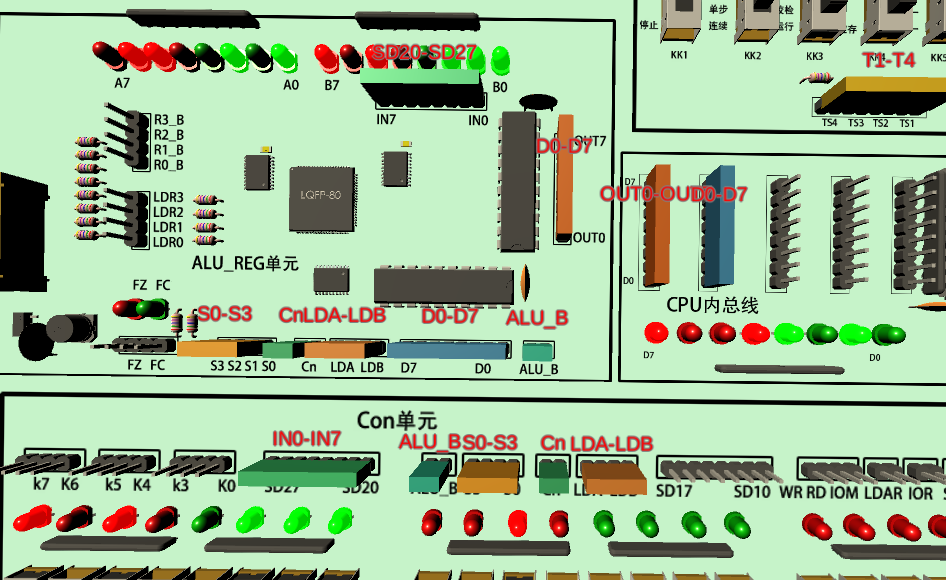 单步
停止
连续
运行
KK1
KK2
KK3
KK4
KK5
T1-T4
TS4 TS3 TS2 TS1
SD20-SD27
A7
A0
B7
B0
IN7
IN0
R3_B
R2_B
R1_B
R0_B
LDR3
LDR2
LDR1
LDR0
LQFP-80
OUT7
D0-D7
OUT0
ALU_REG单元
D7
D0-D7
D0
CPU内总线
D7
D0
FZ FC
S0-S3
CnLDA-LDB
D0-D7
ALU_B
FZ FC
S3 S2 S1 S0
Cn
LDA LDB
D7
D0
ALU_B
Con单元
IN0-IN7
ALU_B
S0-S3
Cn
LDA-LDB
k7 K6
k5 K4
k3
K0
SD27
SD20
SD17
SD10
WR RD IOM
LDAR
IOR